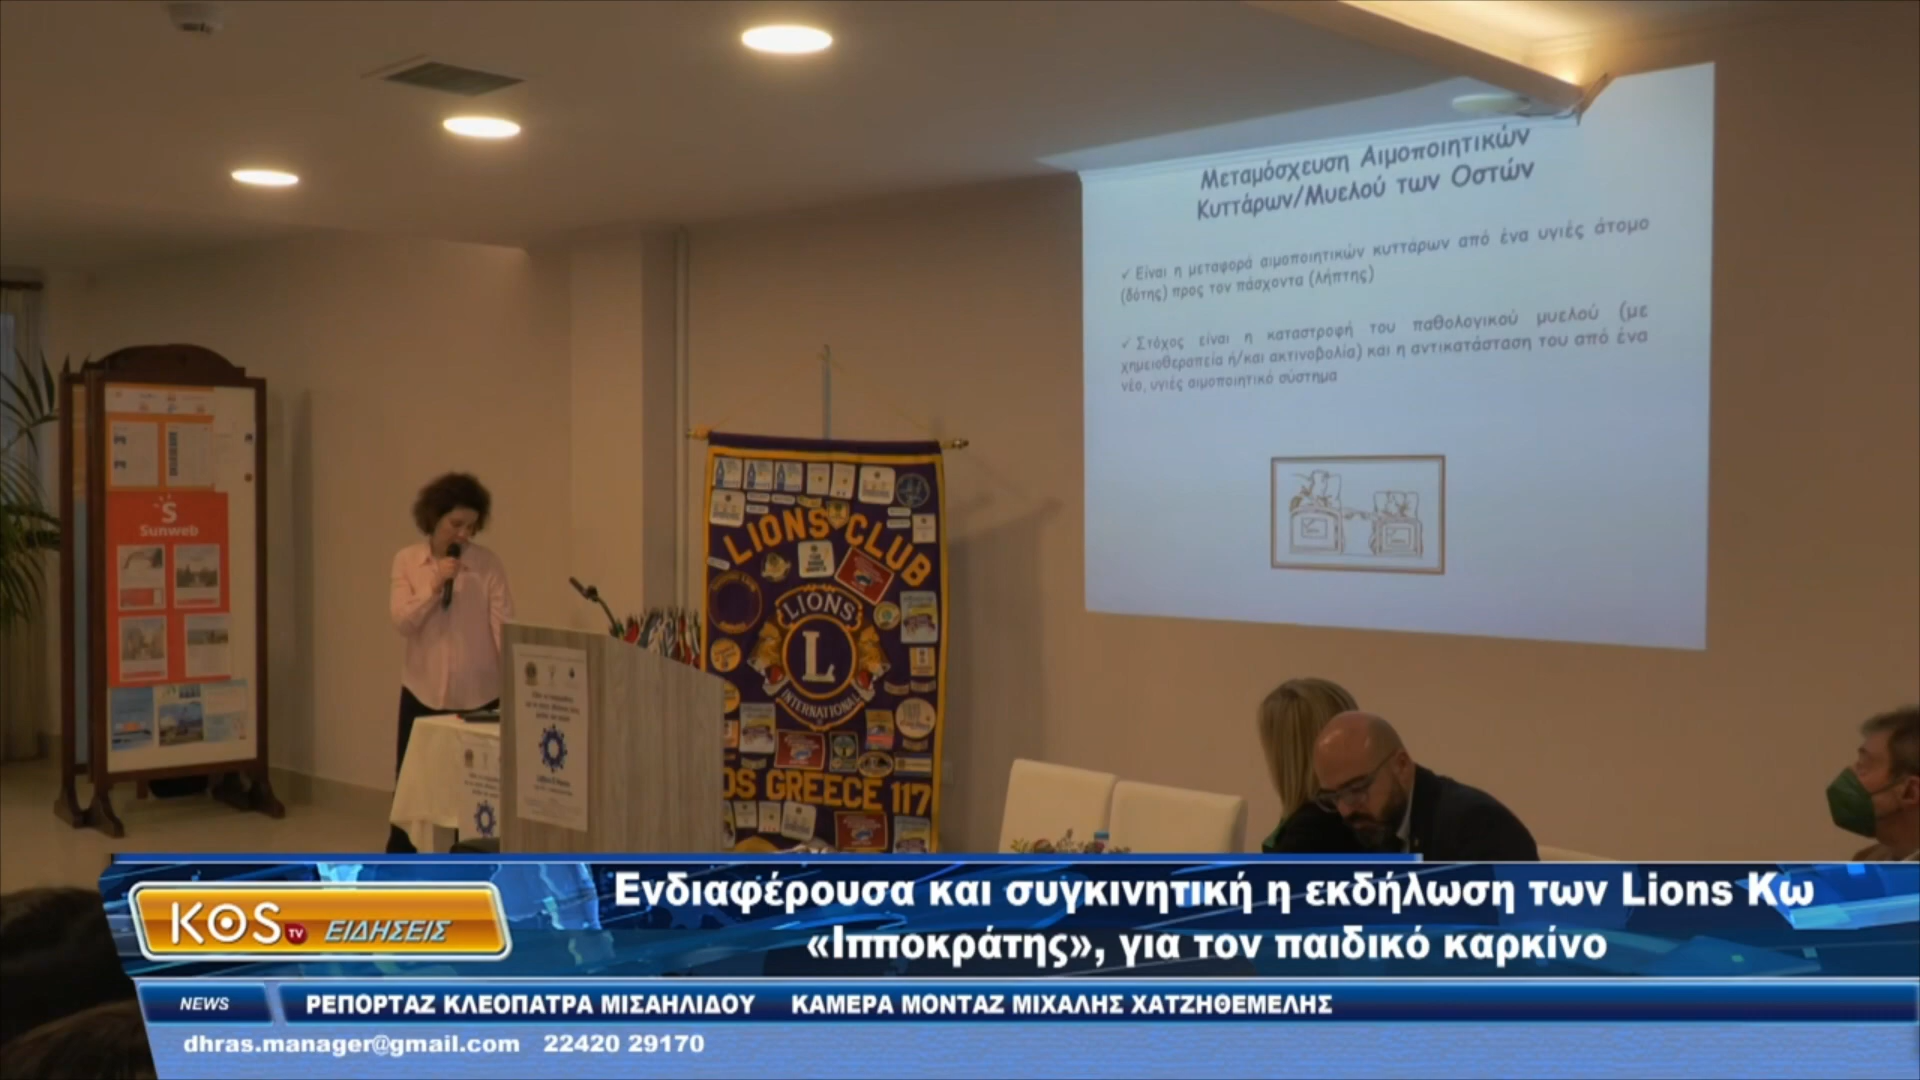 Μεταμόσχευση Αιμοποιητικών
Κυττάρων/Μυελού των Οστών
✓ Είναι η μεταφορά αιμοποιητικών κυττάρων από ένα υγιές άτομο
(δότης) προς τον πάσχοντα (λήπτης)
✓ Στόχος είναι η καταστροφή του παθολογικού μυελού (με
χημειοθεραπεία ή/και ακτινοβολία) και η αντικατάσταση του από ένα
νέο, υγιές αιμοποιητικό σύστημα
S
Sunweb
LIONS CLUB
LIONS
L
INTERNATIONAL
OS GREECE 117
KOS TV ΕΙΔΗΣΕΙΣ
Ενδιαφέρουσα και συγκινητική η εκδήλωση των Lions Κω
«Ιπποκράτης», για τον παιδικό καρκίνο
NEWS ΡΕΠΟΡΤΑΖ ΚΛΕΟΠΑΤΡΑ ΜΙΣΑΗΛΙΔΟΥ ΚΑΜΕΡΑ ΜΟΝΤΑΖ ΜΙΧΑΛΗΣ ΧΑΤΖΗΘΕΜΕΛΗΣ
dhras.manager@gmail.com 22420 29170